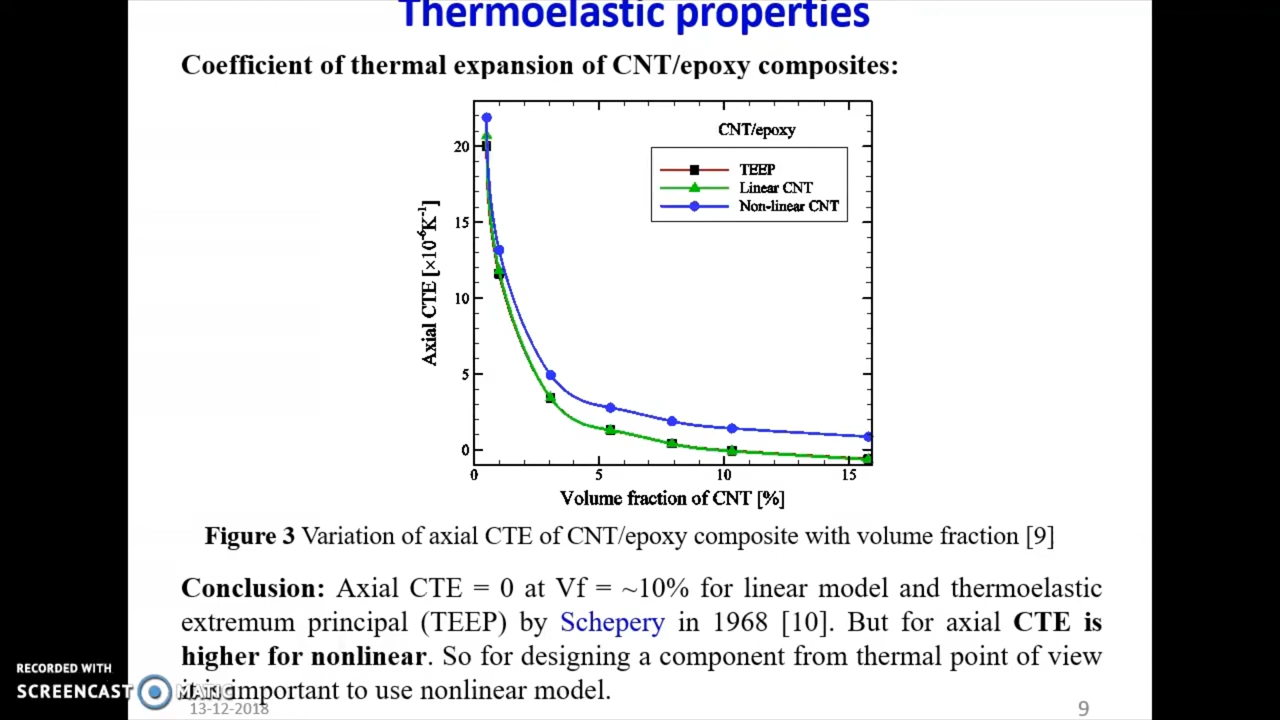 Thermoelastic properties
Coefficient of thermal expansion of CNT/epoxy composites:
CNT/epoxy
TEEP
Linear CNT
Non-linear CNT
20
15
10
5
0
Axial CTE [×10⁻⁶K⁻¹]
0 5 10 15
Volume fraction of CNT [%]
Figure 3 Variation of axial CTE of CNT/epoxy composite with volume fraction [9]
Conclusion: Axial CTE = 0 at Vf = ~10% for linear model and thermoelastic
extremum principal (TEEP) by Schepery in 1968 [10]. But for axial CTE is
higher for nonlinear. So for designing a component from thermal point of view
it is important to use nonlinear model.
RECORDED WITH
SCREENCAST MATIC
13-12-2018
9